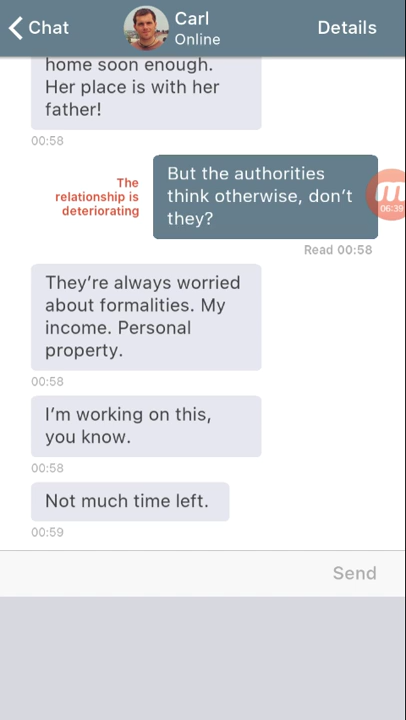 Chat
Carl
Online
Details
home soon enough.
Her place is with her
father!
00:58
The
relationship is
deteriorating
But the authorities
think otherwise, don't
they?
06:39
Read 00:58
They're always worried
about formalities. My
income. Personal
property.
00:58
I'm working on this,
you know.
00:58
Not much time left.
00:59
Send